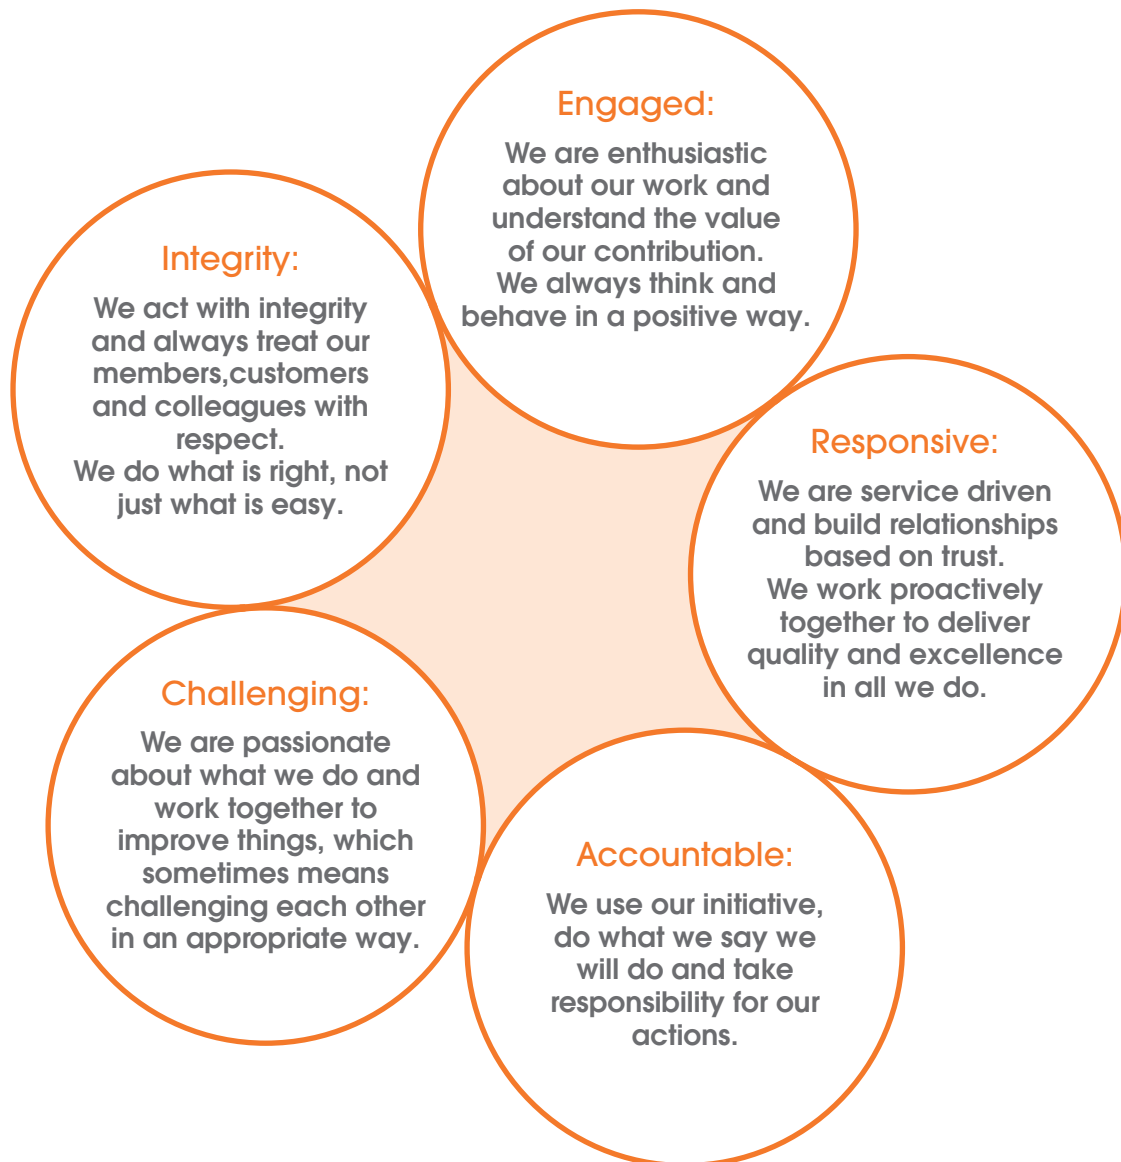 Engaged:
We are enthusiastic
about our work and
understand the value
of our contribution.
We always think and
behave in a positive way.
Integrity:
We act with integrity
and always treat our
members,customers
and colleagues with
respect.
We do what is right, not
just what is easy.
Responsive:
We are service driven
and build relationships
based on trust.
We work proactively
together to deliver
quality and excellence
in all we do.
Challenging:
We are passionate
about what we do and
work together to
improve things, which
sometimes means
challenging each other
in an appropriate way.
Accountable:
We use our initiative,
do what we say we
will do and take
responsibility for our
actions.